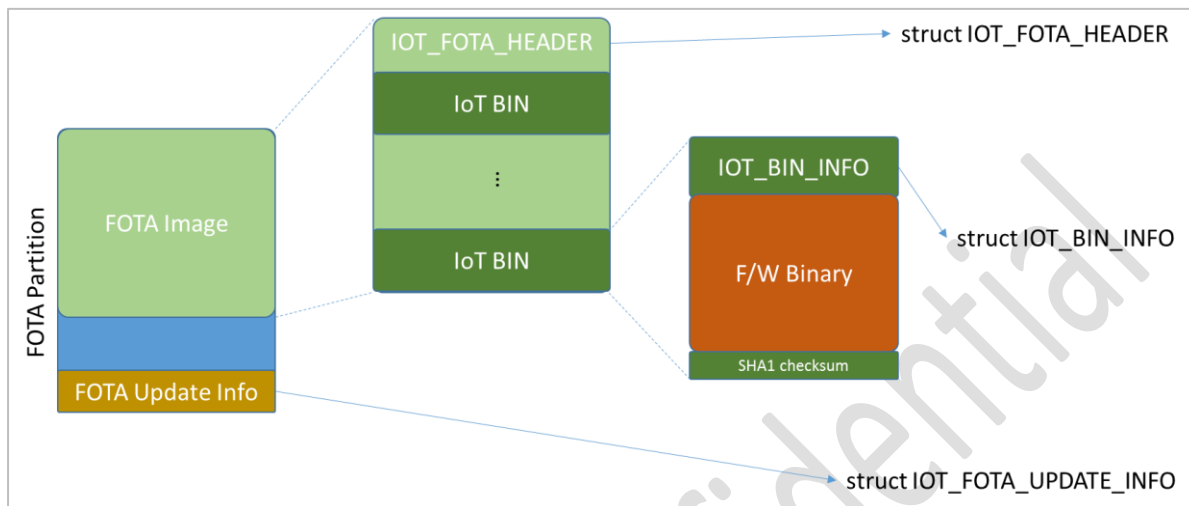 IOT_FOTA_HEADER
struct IOT_FOTA_HEADER
IoT BIN
⋮
IoT BIN
FOTA Partition
FOTA Image
FOTA Update Info
IOT_BIN_INFO
F/W Binary
SHA1 checksum
struct IOT_BIN_INFO
struct IOT_FOTA_UPDATE_INFO
fidential